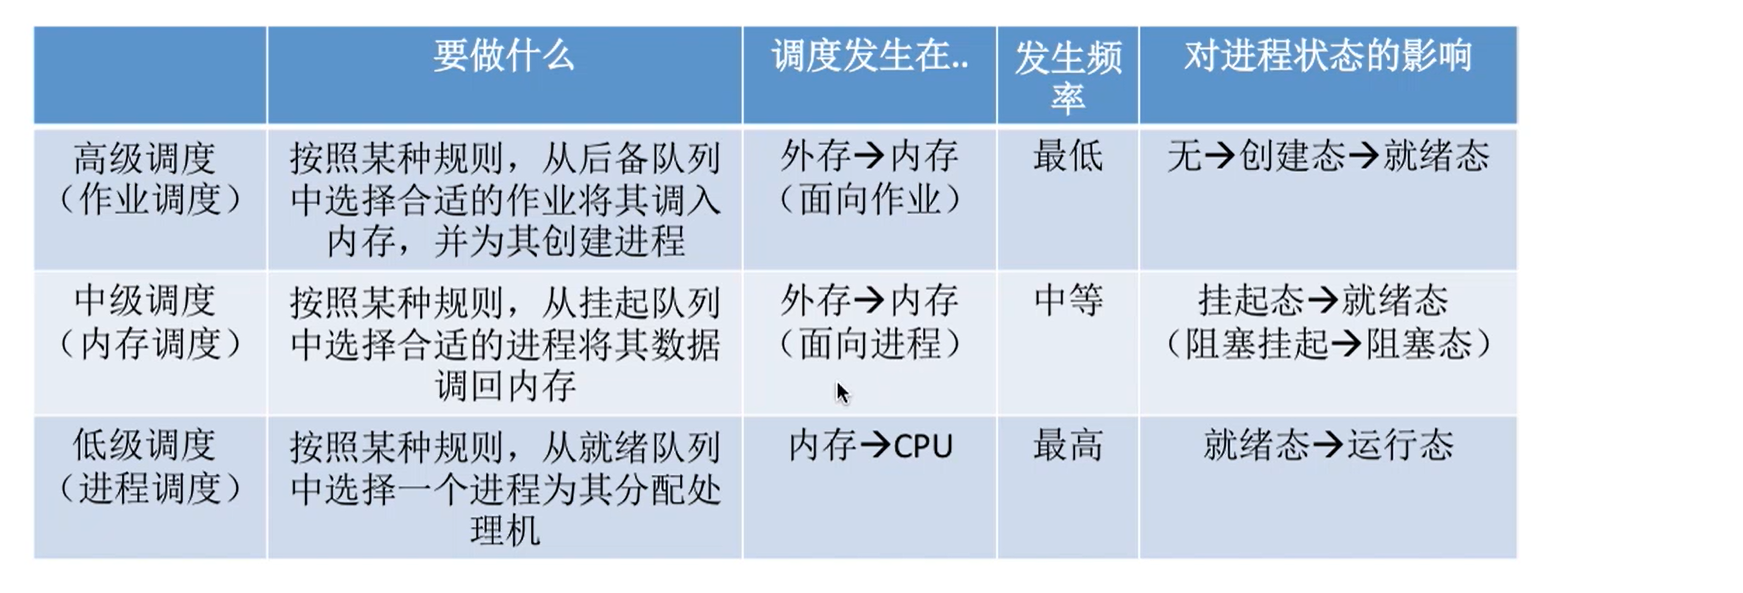 要做什么
调度发生在..
发生频
率
对进程状态的影响
高级调度
（作业调度）
按照某种规则，从后备队列
中选择合适的作业将其调入
内存，并为其创建进程
外存→内存
（面向作业）
最低
无→创建态→就绪态
中级调度
（内存调度）
按照某种规则，从挂起队列
中选择合适的进程将其数据
调回内存
外存→内存
（面向进程）
中等
挂起态→就绪态
（阻塞挂起→阻塞态）
低级调度
（进程调度）
按照某种规则，从就绪队列
中选择一个进程为其分配处
理机
内存→CPU
最高
就绪态→运行态